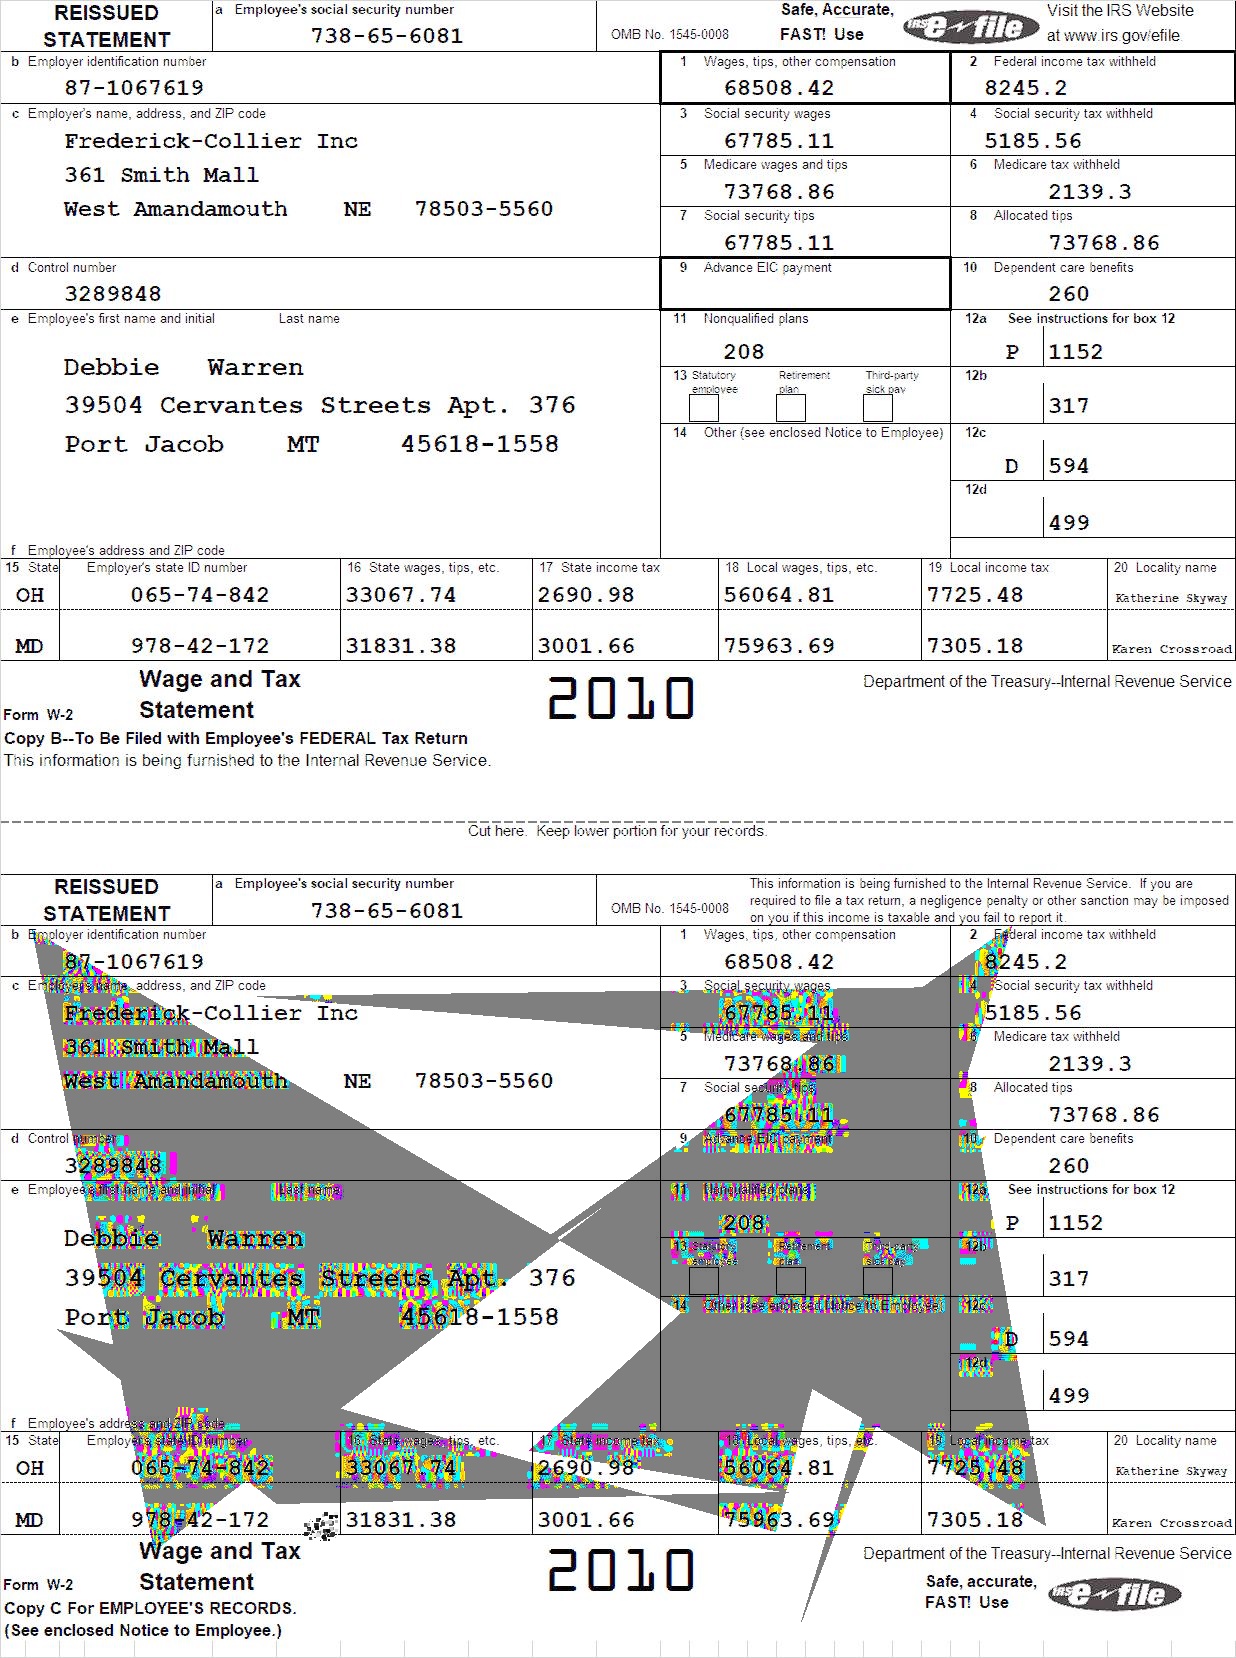 REISSUED STATEMENT
a Employee's social security number
738-65-6081
OMB No. 1545-0008
Safe, Accurate, FAST! Use
IRS e-file
Visit the IRS Website at www.irs.gov/efile
b Employer identification number
87-1067619
1 Wages, tips, other compensation
68508.42
2 Federal income tax withheld
8245.2
c Employer's name, address, and ZIP code
Frederick-Collier Inc
361 Smith Mall
West Amandamouth NE 78503-5560
3 Social security wages
67785.11
4 Social security tax withheld
5185.56
5 Medicare wages and tips
73768.86
6 Medicare tax withheld
2139.3
7 Social security tips
67785.11
8 Allocated tips
73768.86
d Control number
3289848
9 Advance EIC payment
10 Dependent care benefits
260
e Employee's first name and initial Last name
Debbie Warren
39504 Cervantes Streets Apt. 376
Port Jacob MT 45618-1558
11 Nonqualified plans
208
12a See instructions for box 12
P 1152
13 Statutory employee Retirement plan Third-party sick pay
12b
317
14 Other (see enclosed Notice to Employee)
12c
D 594
12d
499
f Employee's address and ZIP code
15 State Employer's state ID number 16 State wages, tips, etc. 17 State income tax 18 Local wages, tips, etc. 19 Local income tax 20 Locality name
OH 065-74-842 33067.74 2690.98 56064.81 7725.48 Katherine Skyway
MD 978-42-172 31831.38 3001.66 75963.69 7305.18 Karen Crossroad
Form W-2 Wage and Tax Statement
2010
Department of the Treasury--Internal Revenue Service
Copy B--To Be Filed with Employee's FEDERAL Tax Return
This information is being furnished to the Internal Revenue Service.
Cut here. Keep lower portion for your records.
REISSUED STATEMENT
a Employee's social security number
738-65-6081
OMB No. 1545-0008
This information is being furnished to the Internal Revenue Service. If you are
required to file a tax return, a negligence penalty or other sanction may be imposed
on you if this income is taxable and you fail to report it.
b Employer identification number
87-1067619
1 Wages, tips, other compensation
68508.42
2 Federal income tax withheld
8245.2
c Employer's name, address, and ZIP code
Frederick-Collier Inc
361 Smith Mall
West Amandamouth NE 78503-5560
3 Social security wages
67785.11
4 Social security tax withheld
5185.56
5 Medicare wages and tips
73768.86
6 Medicare tax withheld
2139.3
7 Social security tips
67785.11
8 Allocated tips
73768.86
d Control number
3289848
9 Advance EIC payment
10 Dependent care benefits
260
e Employee's first name and initial Last name
Debbie Warren
39504 Cervantes Streets Apt. 376
Port Jacob MT 45618-1558
11 Nonqualified plans
208
12a See instructions for box 12
P 1152
13 Statutory employee Retirement plan Third-party sick pay
12b
317
14 Other (see enclosed Notice to Employee)
12c
D 594
12d
499
f Employee's address and ZIP code
15 State Employer's state ID number 16 State wages, tips, etc. 17 State income tax 18 Local wages, tips, etc. 19 Local income tax 20 Locality name
OH 065-74-842 33067.74 2690.98 56064.81 7725.48 Katherine Skyway
MD 978-42-172 31831.38 3001.66 75963.69 7305.18 Karen Crossroad
Form W-2 Wage and Tax Statement
2010
Department of the Treasury--Internal Revenue Service
Safe, accurate, FAST! Use
IRS e-file
Copy C For EMPLOYEE'S RECORDS.
(See enclosed Notice to Employee.)